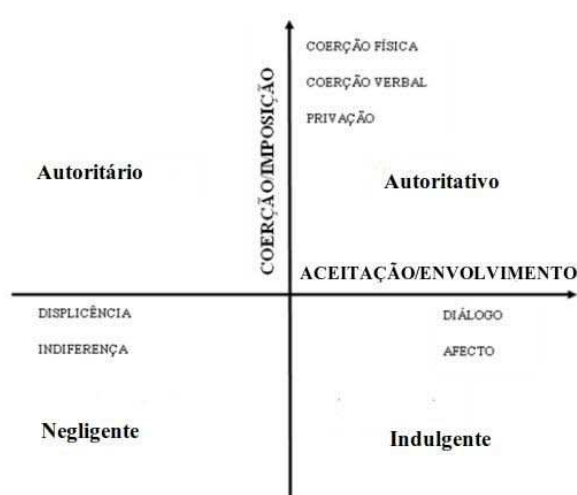 COERÇÃO FÍSICA
COERÇÃO VERBAL
PRIVAÇÃO
COERÇÃO/IMPOSIÇÃO
Autoritário
Autoritativo
ACEITAÇÃO/ENVOLVIMENTO
DISPLICÊNCIA
DIÁLOGO
INDIFERENÇA
AFECTO
Negligente
Indulgente